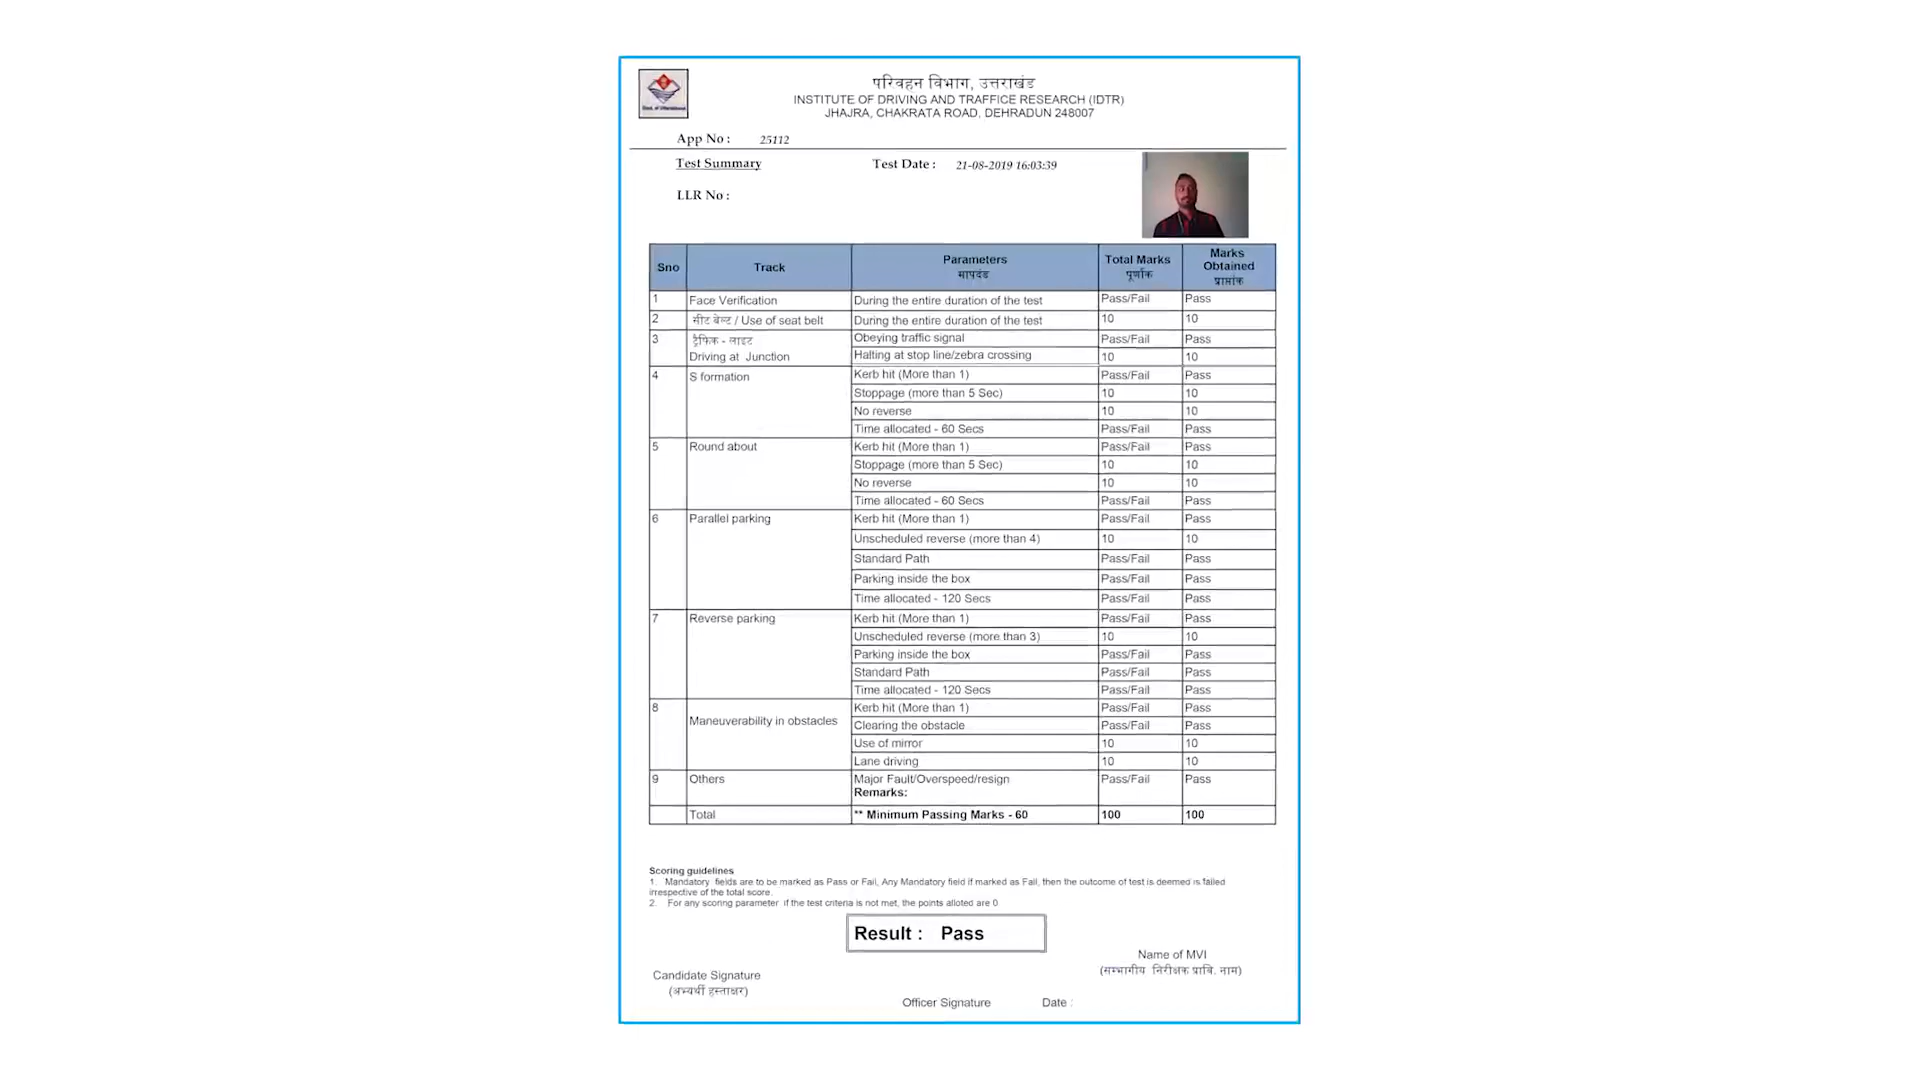 परिवहन विभाग, उत्तराखंड
INSTITUTE OF DRIVING AND TRAFFICE RESEARCH (IDTR)
JHAJRA, CHAKRATA ROAD, DEHRADUN 248007
App No : 25112
Test Summary Test Date : 21-08-2019 16:03:39
LLR No :
Sno Track Parameters मापदंड Total Marks पूर्णांक Marks Obtained प्राप्तांक
1 Face Verification During the entire duration of the test Pass/Fail Pass
2 सीट बेल्ट / Use of seat belt During the entire duration of the test 10 10
3 ट्रैफिक - लाइट Obeying traffic signal Pass/Fail Pass
Driving at Junction Halting at stop line/zebra crossing 10 10
4 S formation Kerb hit (More than 1) Pass/Fail Pass
Stoppage (more than 5 Sec) 10 10
No reverse 10 10
Time allocated - 60 Secs Pass/Fail Pass
5 Round about Kerb hit (More than 1) Pass/Fail Pass
Stoppage (more than 5 Sec) 10 10
No reverse 10 10
Time allocated - 60 Secs Pass/Fail Pass
6 Parallel parking Kerb hit (More than 1) Pass/Fail Pass
Unscheduled reverse (more than 4) 10 10
Standard Path Pass/Fail Pass
Parking inside the box Pass/Fail Pass
Time allocated - 120 Secs Pass/Fail Pass
7 Reverse parking Kerb hit (More than 1) Pass/Fail Pass
Unscheduled reverse (more than 3) 10 10
Parking inside the box Pass/Fail Pass
Standard Path Pass/Fail Pass
Time allocated - 120 Secs Pass/Fail Pass
8 Maneuverability in obstacles Kerb hit (More than 1) Pass/Fail Pass
Clearing the obstacle Pass/Fail Pass
Use of mirror 10 10
Lane driving 10 10
9 Others Major Fault/Overspeed/resign Pass/Fail Pass
Remarks:
Total ** Minimum Passing Marks - 60 100 100
Scoring guidelines
1. Mandatory fields are to be marked as Pass or Fail, Any Mandatory field if marked as Fail, then the outcome of test is deemed is failed
irrespective of the total score.
2. For any scoring parameter if the test criteria is not met, the points alloted are 0
Result : Pass
Name of MVI
(सम्भागीय निरीक्षक प्रावि. नाम)
Candidate Signature
(अभ्यर्थी हस्ताक्षर)
Officer Signature Date :